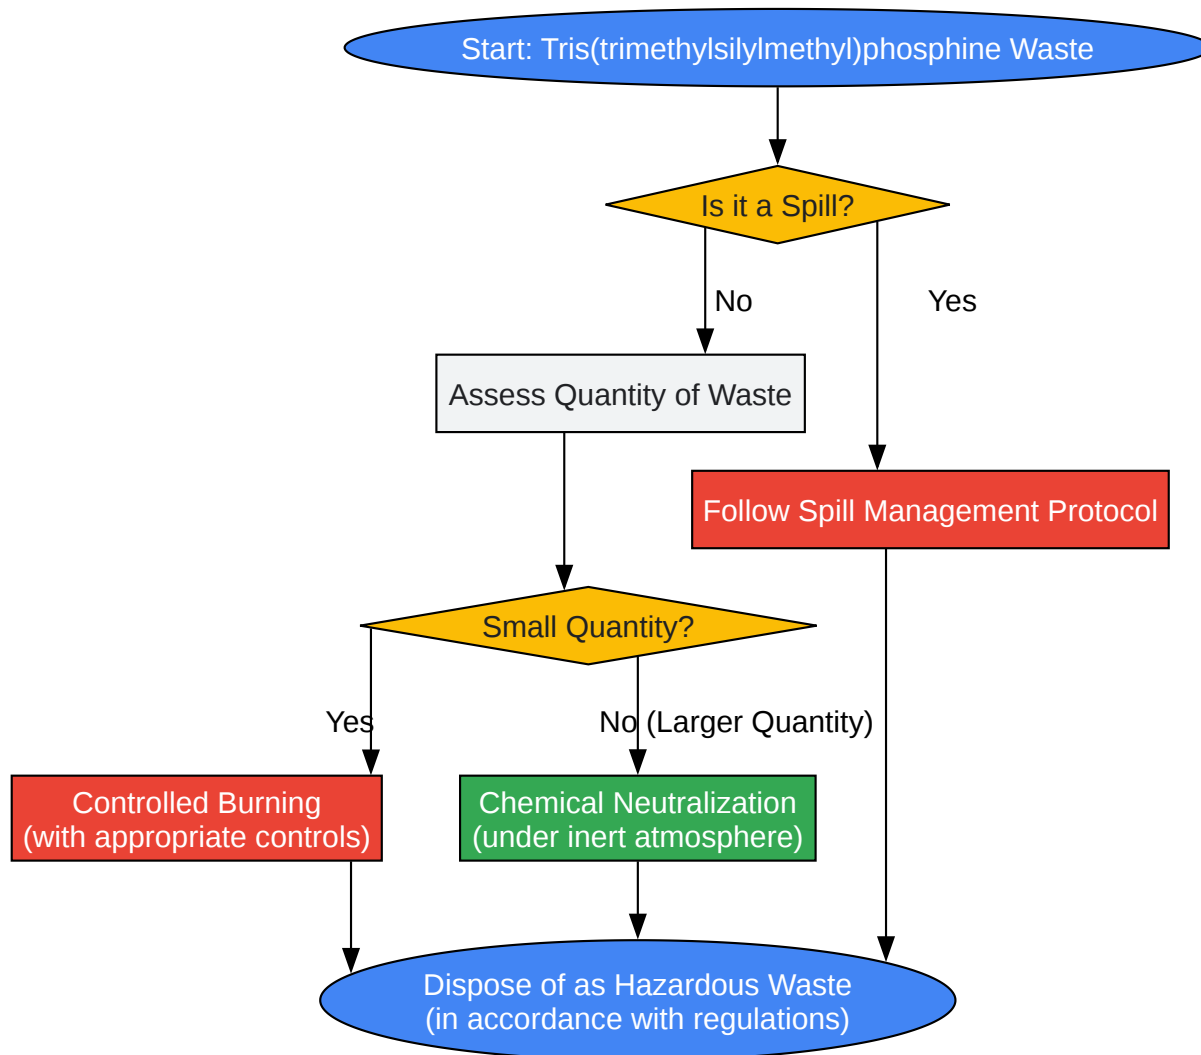 Start: Tris(trimethylsilylmethyl)phosphine Waste
Is it a Spill?
No
Yes
Assess Quantity of Waste
Follow Spill Management Protocol
Small Quantity?
Yes
No (Larger Quantity)
Controlled Burning
(with appropriate controls)
Chemical Neutralization
(under inert atmosphere)
Dispose of as Hazardous Waste
(in accordance with regulations)